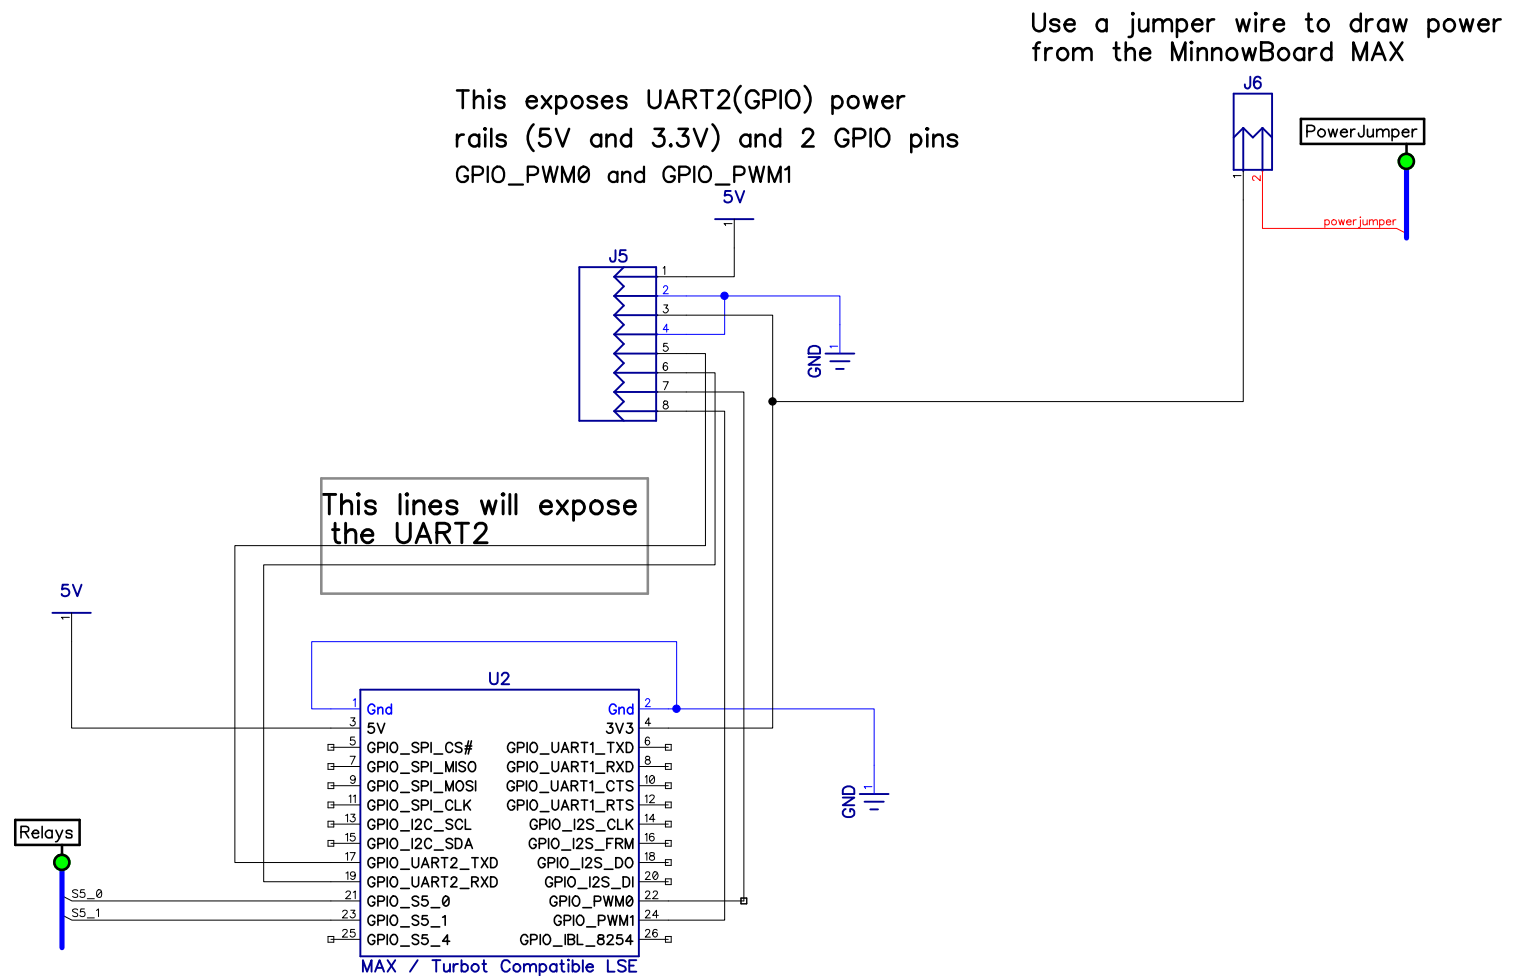 Use a jumper wire to draw power
from the MinnowBoard MAX
J6
PowerJumper
1
2
powerjumper
This exposes UART2(GPIO) power
rails (5V and 3.3V) and 2 GPIO pins
GPIO_PWM0 and GPIO_PWM1
5V
1
J5
1
2
3
4
5
6
7
8
GND
1
This lines will expose
the UART2
5V
1
U2
1 Gnd Gnd 2
3 5V 3V3 4
5 GPIO_SPI_CS# GPIO_UART1_TXD 6
7 GPIO_SPI_MISO GPIO_UART1_RXD 8
9 GPIO_SPI_MOSI GPIO_UART1_CTS 10
11 GPIO_SPI_CLK GPIO_UART1_RTS 12
13 GPIO_I2C_SCL GPIO_I2S_CLK 14
15 GPIO_I2C_SDA GPIO_I2S_FRM 16
17 GPIO_UART2_TXD GPIO_I2S_DO 18
19 GPIO_UART2_RXD GPIO_I2S_DI 20
21 GPIO_S5_0 GPIO_PWM0 22
23 GPIO_S5_1 GPIO_PWM1 24
25 GPIO_S5_4 GPIO_IBL_8254 26
MAX / Turbot Compatible LSE
GND
1
Relays
S5_0
S5_1